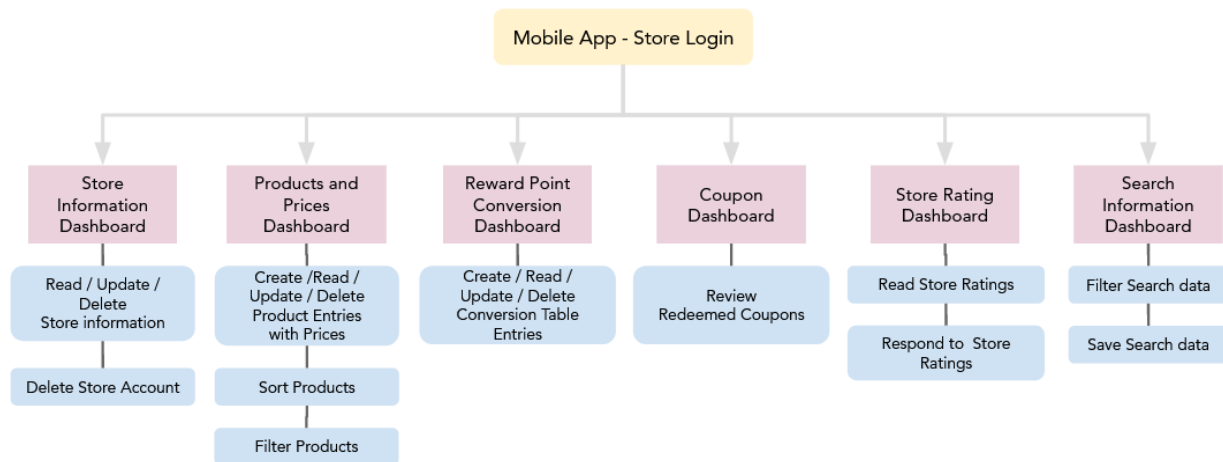 Mobile App - Store Login
Store
Information
Dashboard
Products and
Prices
Dashboard
Reward Point
Conversion
Dashboard
Coupon
Dashboard
Store Rating
Dashboard
Search
Information
Dashboard
Read / Update /
Delete
Store information
Delete Store Account
Create /Read /
Update / Delete
Product Entries
with Prices
Sort Products
Filter Products
Create / Read /
Update / Delete
Conversion Table
Entries
Review
Redeemed Coupons
Read Store Ratings
Respond to Store
Ratings
Filter Search data
Save Search data